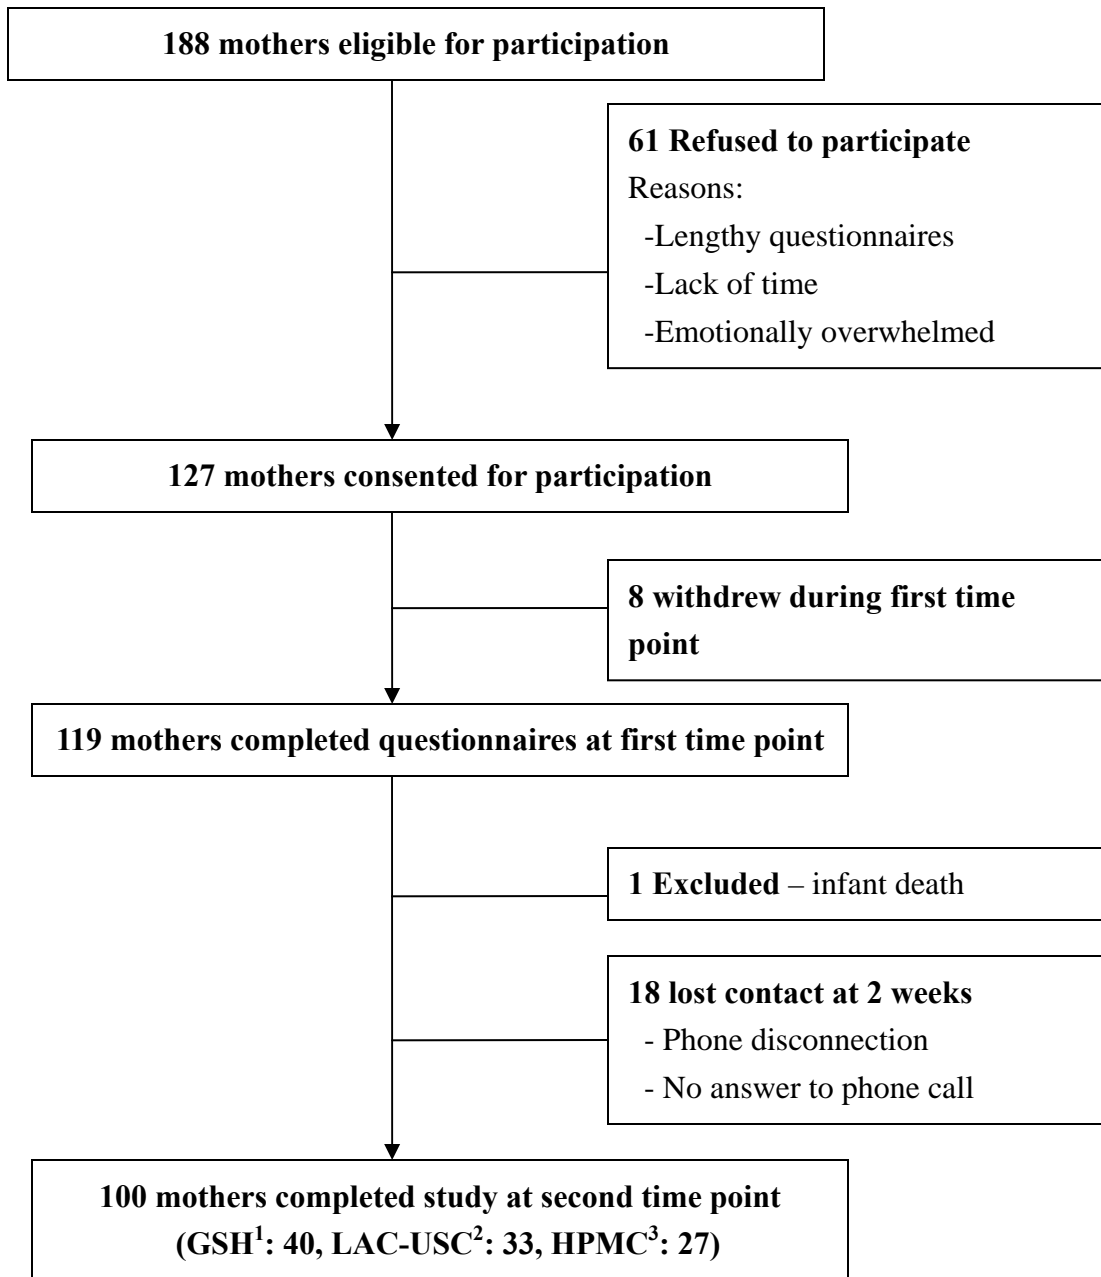 188 mothers eligible for participation
61 Refused to participate
Reasons:
-Lengthy questionnaires
-Lack of time
-Emotionally overwhelmed
127 mothers consented for participation
8 withdrew during first time
point
119 mothers completed questionnaires at first time point
1 Excluded – infant death
18 lost contact at 2 weeks
- Phone disconnection
- No answer to phone call
100 mothers completed study at second time point
(GSH¹: 40, LAC-USC²: 33, HPMC³: 27)